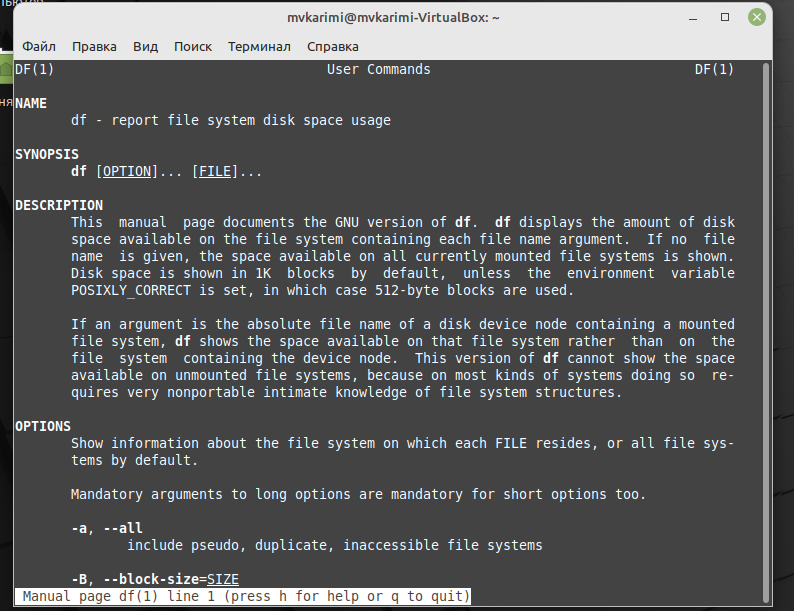 mvkarimi@mvkarimi-VirtualBox: ~
Файл Правка Вид Поиск Терминал Справка
DF(1) User Commands DF(1)
NAME
df - report file system disk space usage
SYNOPSIS
df [OPTION]... [FILE]...
DESCRIPTION
This manual page documents the GNU version of df. df displays the amount of disk
space available on the file system containing each file name argument. If no file
name is given, the space available on all currently mounted file systems is shown.
Disk space is shown in 1K blocks by default, unless the environment variable
POSIXLY_CORRECT is set, in which case 512-byte blocks are used.
If an argument is the absolute file name of a disk device node containing a mounted
file system, df shows the space available on that file system rather than on the
file system containing the device node. This version of df cannot show the space
available on unmounted file systems, because on most kinds of systems doing so re-
quires very nonportable intimate knowledge of file system structures.
OPTIONS
Show information about the file system on which each FILE resides, or all file sys-
tems by default.
Mandatory arguments to long options are mandatory for short options too.
-a, --all
include pseudo, duplicate, inaccessible file systems
-B, --block-size=SIZE
Manual page df(1) line 1 (press h for help or q to quit)